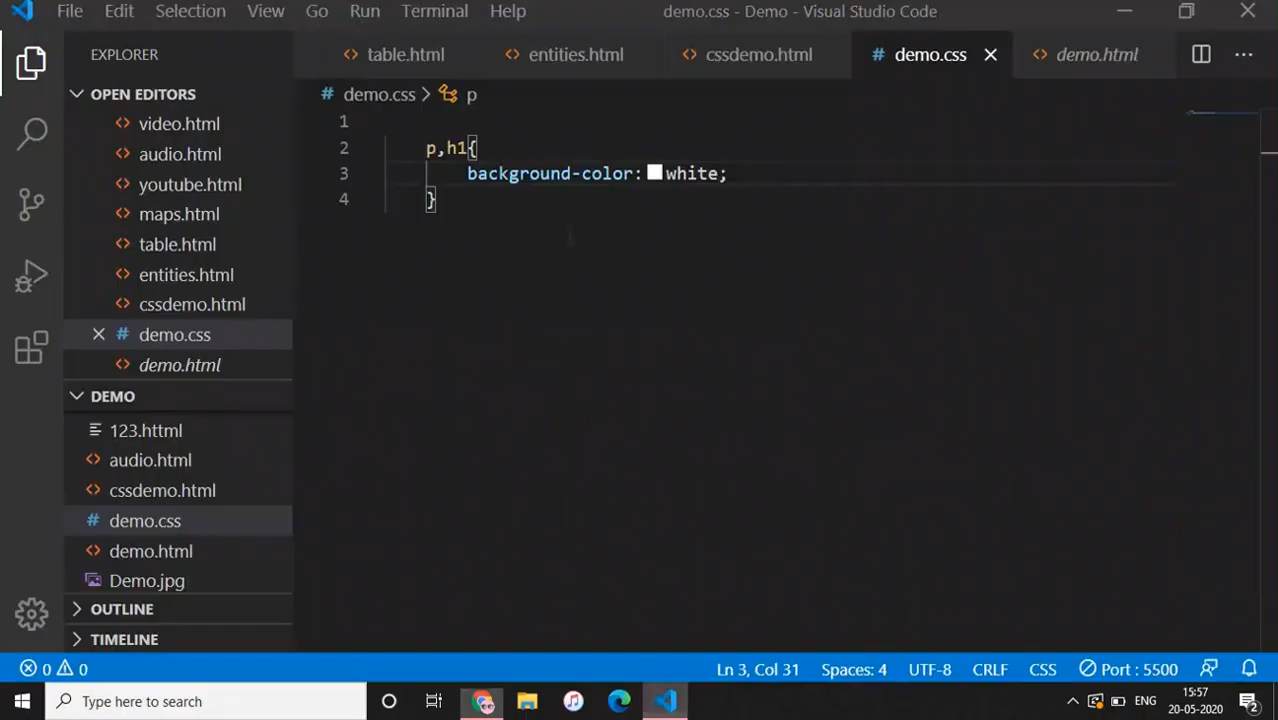 File Edit Selection View Go Run Terminal Help demo.css - Demo - Visual Studio Code
EXPLORER
table.html entities.html cssdemo.html # demo.css demo.html
OPEN EDITORS
video.html
audio.html
youtube.html
maps.html
table.html
entities.html
cssdemo.html
# demo.css
demo.html
DEMO
123.httml
audio.html
cssdemo.html
# demo.css
demo.html
Demo.jpg
OUTLINE
TIMELINE
# demo.css > p
1
2 p,h1{
3 background-color: white;
4 }
0 0 Ln 3, Col 31 Spaces: 4 UTF-8 CRLF CSS Port : 5500
Type here to search
ENG
15:57
20-05-2020
2